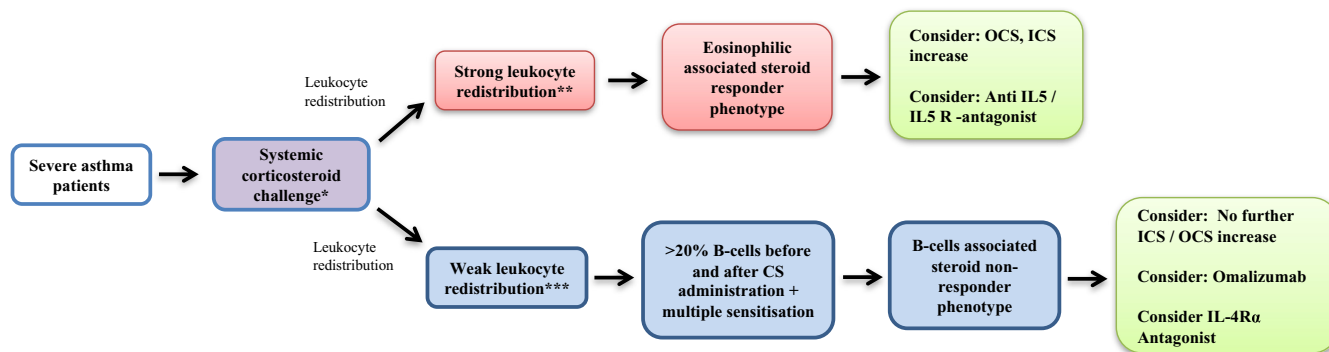 Severe asthma
patients
Systemic
corticosteroid
challenge*
Leukocyte
redistribution
Strong leukocyte
redistribution**
Eosinophilic
associated steroid
responder
phenotype
Consider: OCS, ICS
increase
Consider: Anti IL5 /
IL5 R -antagonist
Leukocyte
redistribution
Weak leukocyte
redistribution***
>20% B-cells before
and after CS
administration +
multiple sensitisation
B-cells associated
steroid non-
responder
phenotype
Consider: No further
ICS / OCS increase
Consider: Omalizumab
Consider IL-4Rα
Antagonist